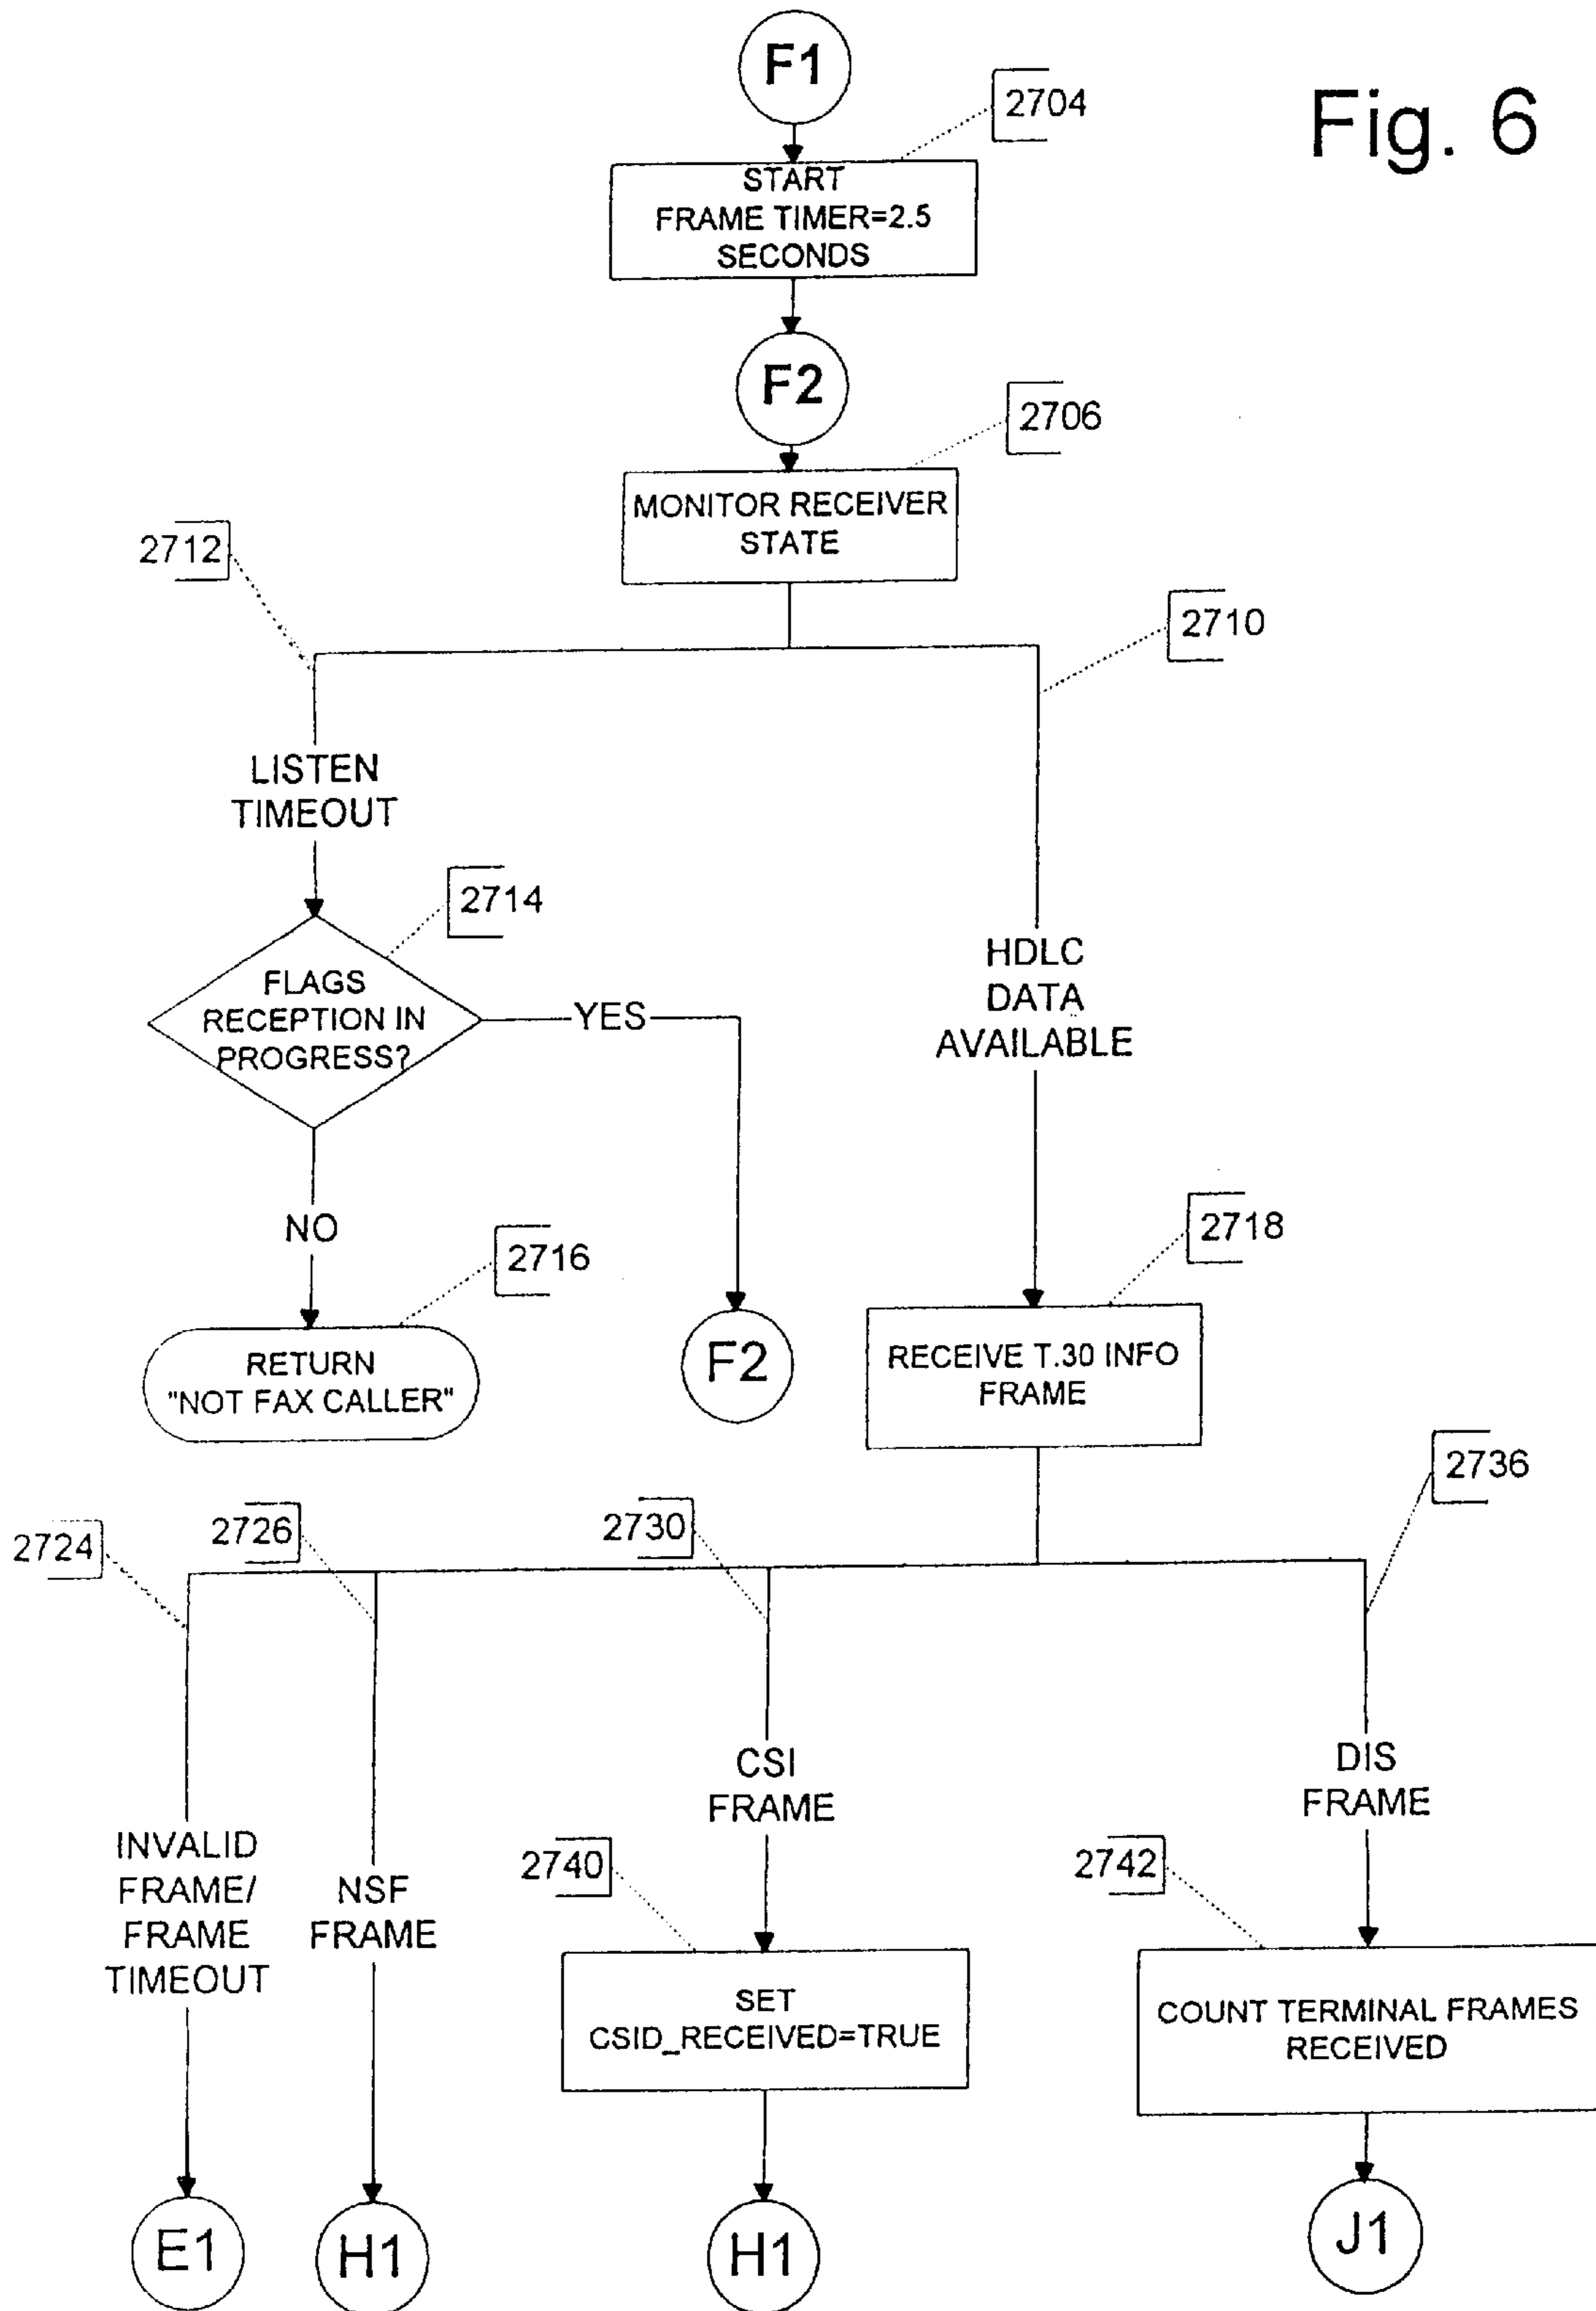 F1
2704
Fig. 6
START
FRAME TIMER=2.5
SECONDS
F2
2706
MONITOR RECEIVER
STATE
2712
2710
LISTEN
TIMEOUT
2714
FLAGS
RECEPTION IN
PROGRESS?
YES
HDLC
DATA
AVAILABLE
NO
2716
2718
RETURN
"NOT FAX CALLER"
F2
RECEIVE T.30 INFO
FRAME
2736
2724
2726
2730
CSI
FRAME
DIS
FRAME
INVALID
FRAME/
FRAME
TIMEOUT
NSF
FRAME
2740
2742
SET
CSID_RECEIVED=TRUE
COUNT TERMINAL FRAMES
RECEIVED
E1
H1
H1
J1